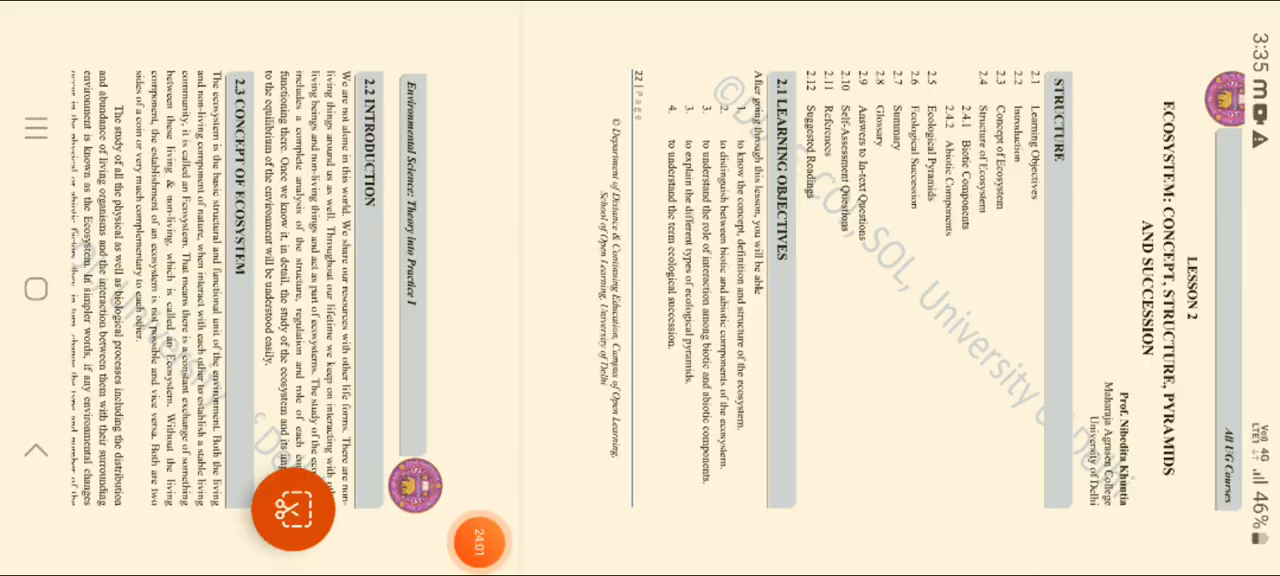 3:35
Vo)) 4G
LTE1
46%
All UG Courses
LESSON 2
ECOSYSTEM: CONCEPT, STRUCTURE, PYRAMIDS
AND SUCCESSION
Prof. Nibedita Khuntia
Maharaja Agrasen College
University of Delhi
STRUCTURE
2.1 Learning Objectives
2.2 Introduction
2.3 Concept of Ecosystem
2.4 Structure of Ecosystem
2.4.1 Biotic Components
2.4.2 Abiotic Components
2.5 Ecological Pyramids
2.6 Ecological Succession
2.7 Summary
2.8 Glossary
2.9 Answers to In-text Questions
2.10 Self-Assessment Questions
2.11 References
2.12 Suggested Readings
2.1 LEARNING OBJECTIVES
After going through this lesson, you will be able
1. to know the concept, definition and structure of the ecosystem.
2. to distinguish between biotic and abiotic components of the ecosystem.
3. to understand the role of interaction among biotic and abiotic components.
3. to explain the different types of ecological pyramids.
4. to understand the term ecological succession.
22 | Page
© Department of Distance & Continuing Education, Campus of Open Learning,
School of Open Learning, University of Delhi
COL, SOL, University
Environmental Science: Theory into Practice I
2.2 INTRODUCTION
We are not alone in this world. We share our resources with other life forms. There are non-
living things around us as well. Throughout our lifetime we keep on interacting with
living beings and non-living things and act as part of ecosystems. The study of the
includes a complete analysis of the structure, regulation and role of each
functioning there. Once we know it, in detail, the study of the ecosystem and its
to the equilibrium of the environment will be understood easily.
2.3 CONCEPT OF ECOSYSTEM
The ecosystem is the basic structural and functional unit of the environment. Both the living
and non-living component of nature, when interact with each other to establish a stable living
community, it is called an Ecosystem. That means there is a constant exchange of something
between these living & non-living, which is called an Ecosystem. Without the living
component, the establishment of an ecosystem is not possible and vice versa. Both are two
sides of a coin or very much complementary to each other.
The study of all the physical as well as biological processes including the distribution
and abundance of living organisms and the interaction between them with their surrounding
environment is known as the Ecosystem. In simpler words, if any environmental changes
24:01